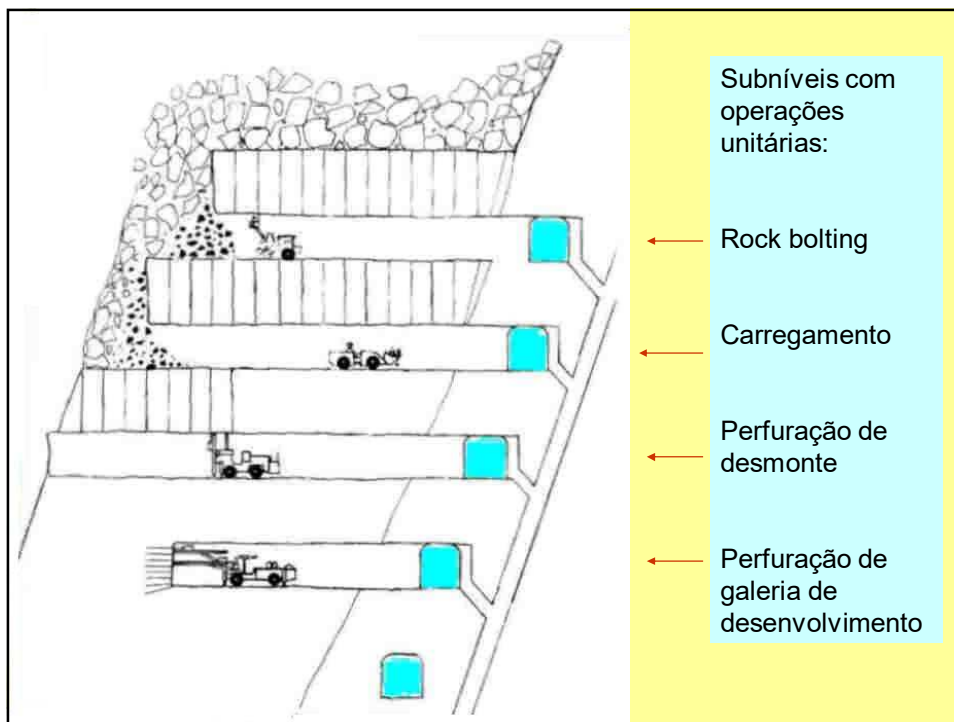 Subníveis com
operações
unitárias:
Rock bolting
Carregamento
Perfuração de
desmonte
Perfuração de
galeria de
desenvolvimento